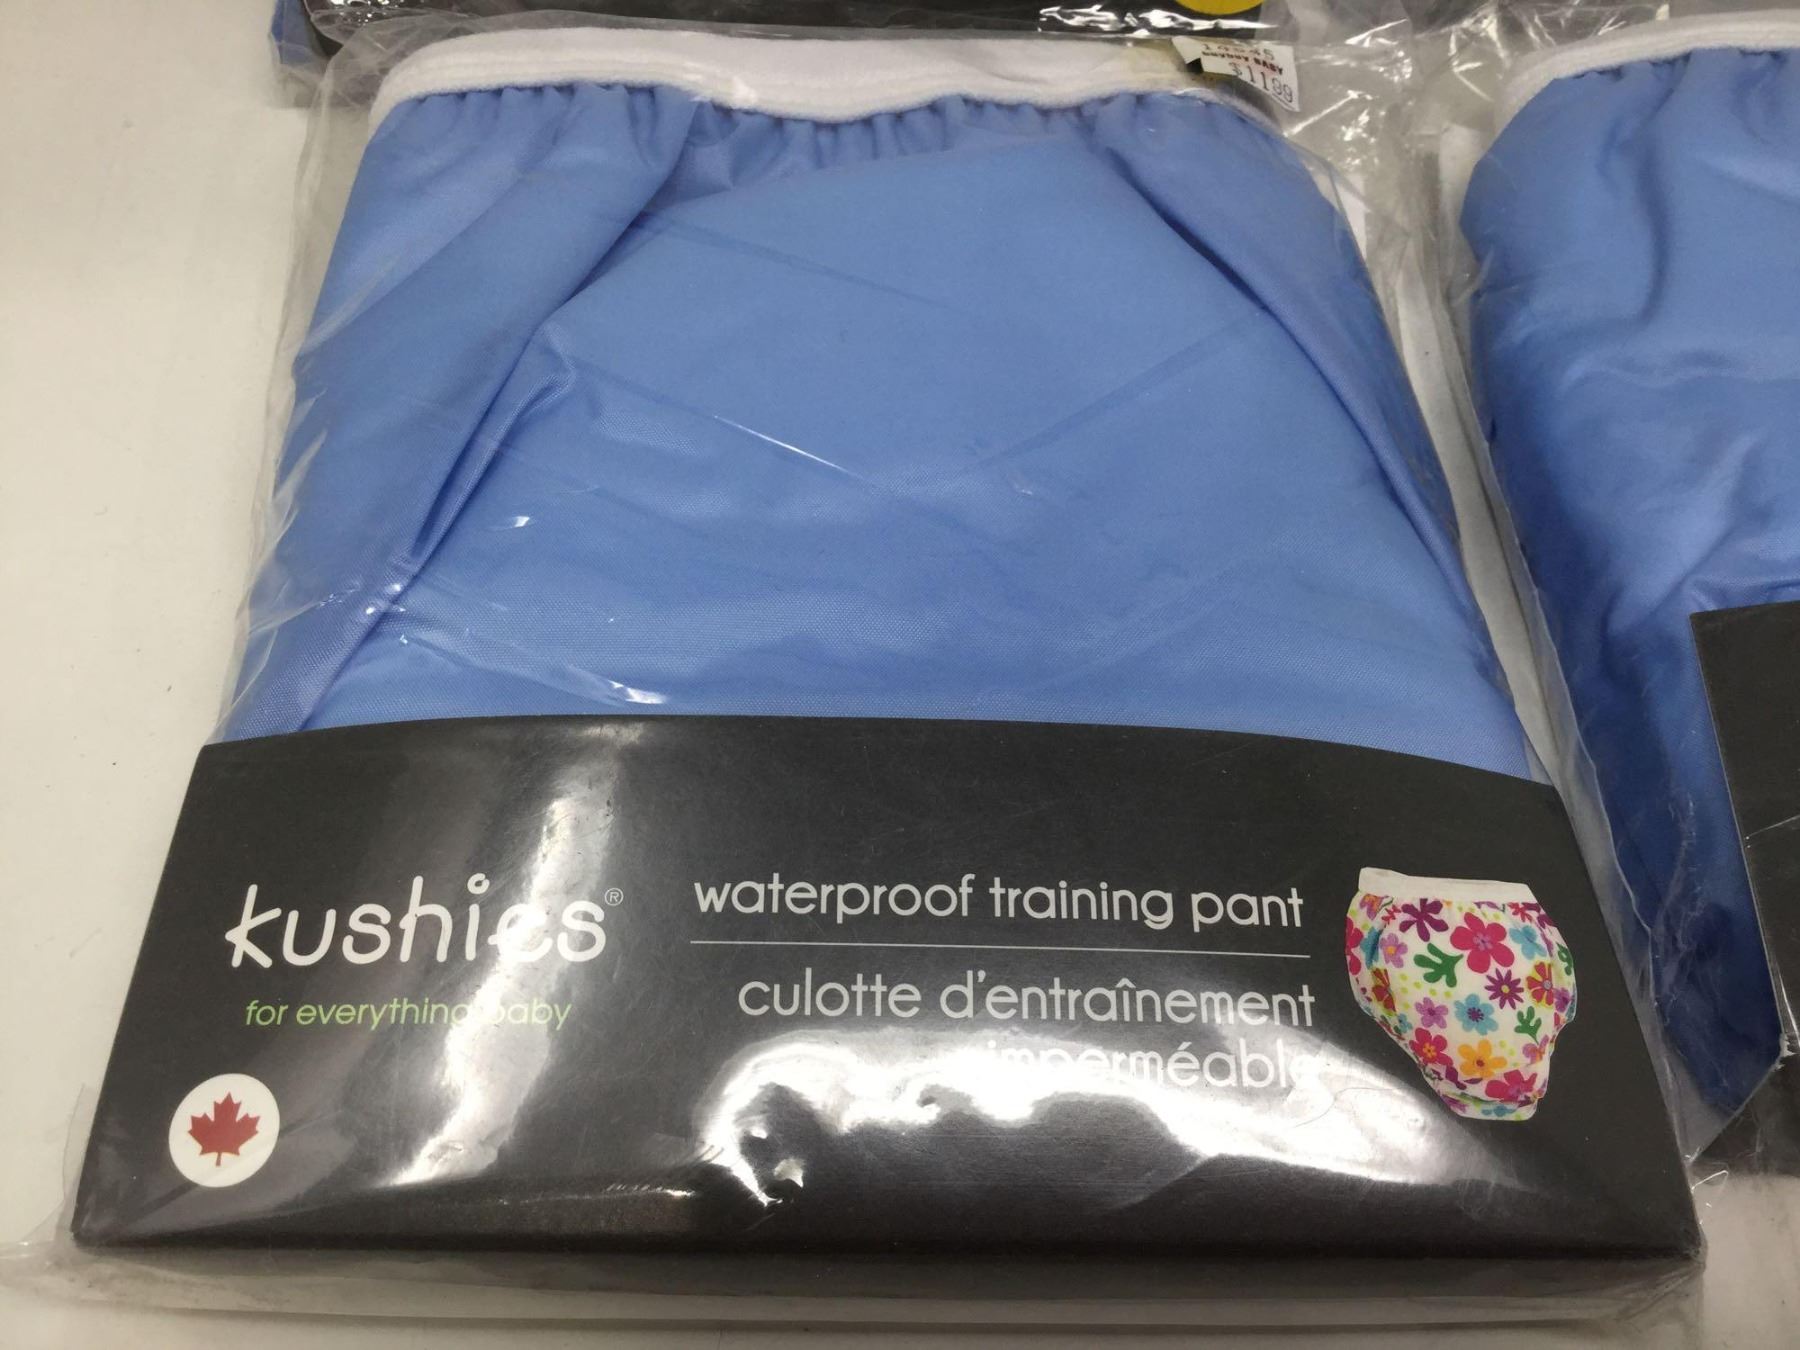 $11.99
kushies®
for everything baby
waterproof training pant
culotte d'entraînement
imperméable